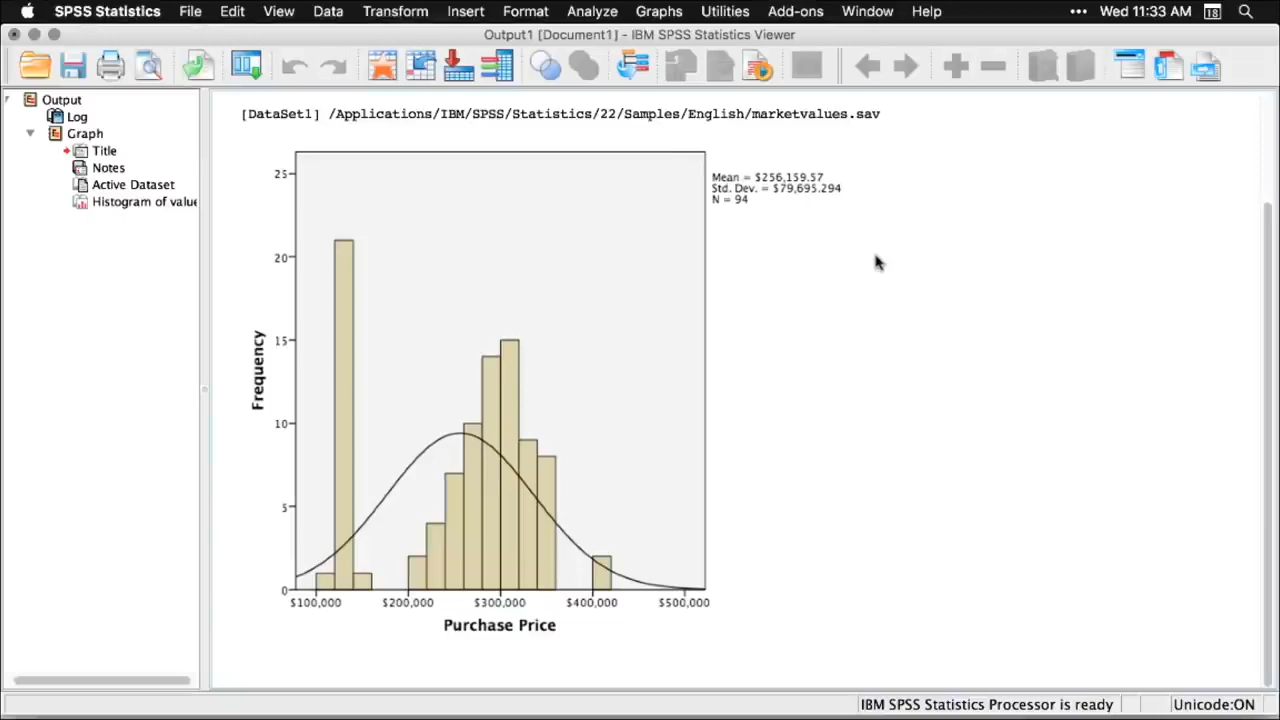 SPSS Statistics File Edit View Data Transform Insert Format Analyze Graphs Utilities Add-ons Window Help ••• Wed 11:33 AM 18
Output1 [Document1] - IBM SPSS Statistics Viewer
Output
Log
Graph
Title
Notes
Active Dataset
Histogram of value
[DataSet1] /Applications/IBM/SPSS/Statistics/22/Samples/English/marketvalues.sav
Mean = $256,159.57
Std. Dev. = $79,695.294
N = 94
25
20
15
10
5
0
Frequency
$100,000 $200,000 $300,000 $400,000 $500,000
Purchase Price
IBM SPSS Statistics Processor is ready Unicode:ON